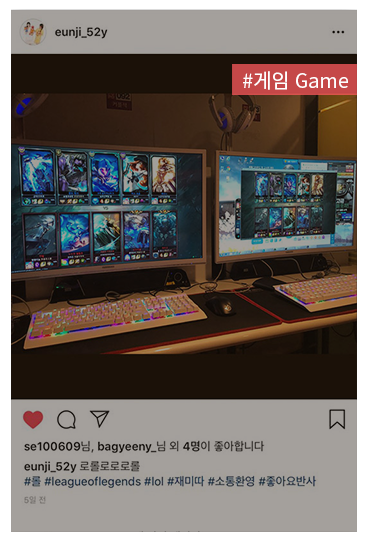 eunji_52y
#게임 Game
VS
se100609님, bagyeeny_님 외 4명이 좋아합니다
eunji_52y 로롤로로로롤
#롤 #leagueoflegends #lol #재미따 #소통환영 #좋아요반사
5일 전